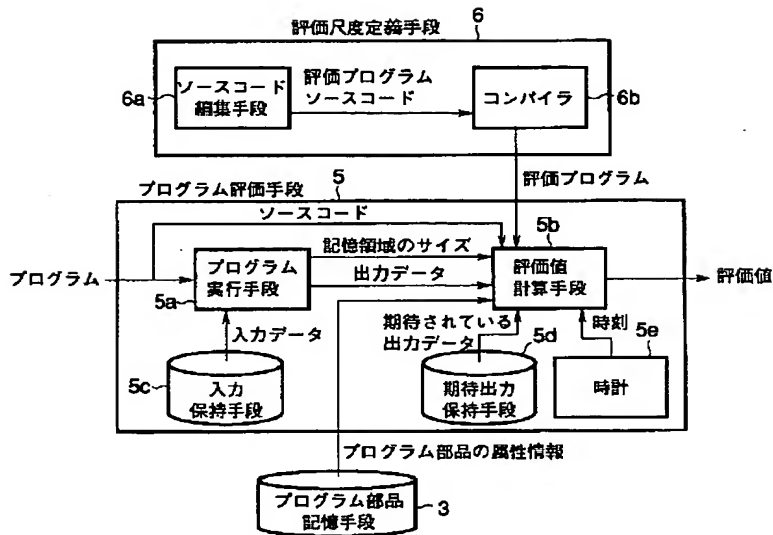 評価尺度定義手段
6
6a
ソースコード
編集手段
評価プログラム
ソースコード
コンパイラ
6b
評価プログラム
プログラム評価手段
5
ソースコード
5b
記憶領域のサイズ
プログラム
プログラム
実行手段
出力データ
評価値
計算手段
評価値
5a
入力データ
期待されている
出力データ
5d
時刻
5e
5c
入力
保持手段
期待出力
保持手段
時計
プログラム部品の属性情報
プログラム部品
記憶手段
3